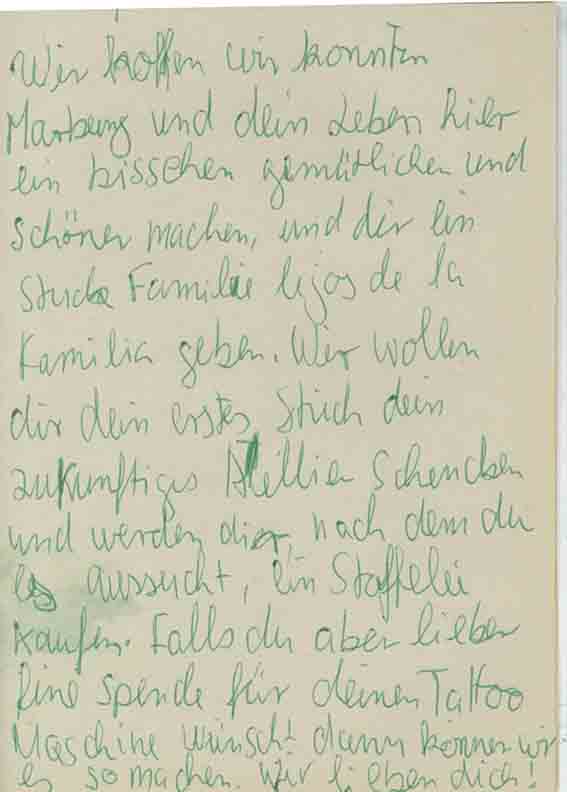 Wir hoffen wir konnten
Marburg und dein Leben hier
ein bisschen gemütlicher und
schöner machen, und dir ein
stück Familie lejos de la
Familia geben. Wir wollen
dir dein erstes Stück dein
zukunftiges Atellier schencken
und werden dir, nach dem du
es aussucht, ein Staffelei
kaufen. Falls du aber lieber
eine spende für deinen Tattoo
Maschine wünscht dann können wir
es so machen. Wir lieben dich!